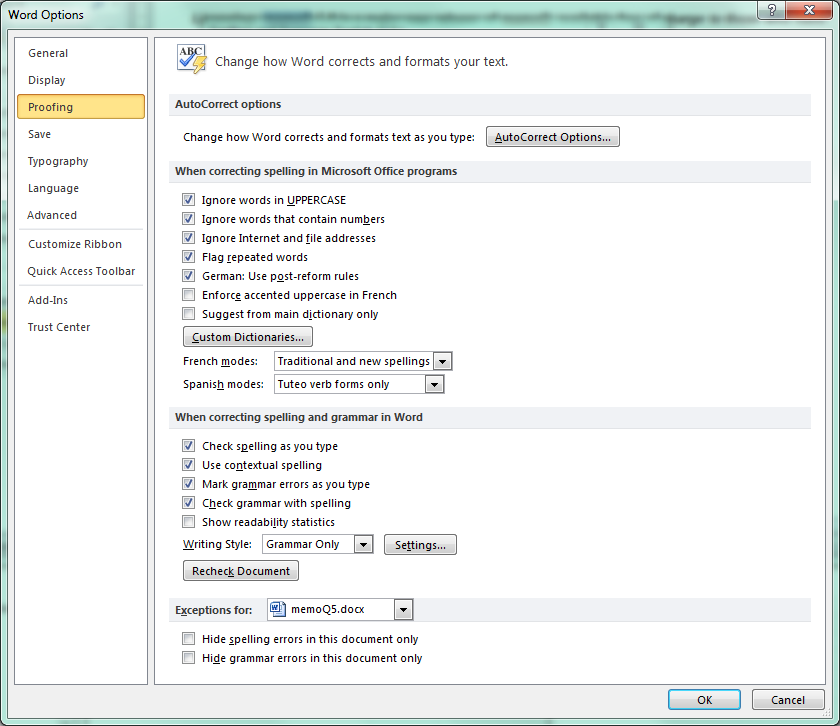 Word Options
General
Display
Proofing
Save
Typography
Language
Advanced
Customize Ribbon
Quick Access Toolbar
Add-Ins
Trust Center
ABC
Change how Word corrects and formats your text.
AutoCorrect options
Change how Word corrects and formats text as you type: AutoCorrect Options...
When correcting spelling in Microsoft Office programs
Ignore words in UPPERCASE
Ignore words that contain numbers
Ignore Internet and file addresses
Flag repeated words
German: Use post-reform rules
Enforce accented uppercase in French
Suggest from main dictionary only
Custom Dictionaries...
French modes: Traditional and new spellings
Spanish modes: Tuteo verb forms only
When correcting spelling and grammar in Word
Check spelling as you type
Use contextual spelling
Mark grammar errors as you type
Check grammar with spelling
Show readability statistics
Writing Style: Grammar Only Settings...
Recheck Document
Exceptions for: memoQ5.docx
Hide spelling errors in this document only
Hide grammar errors in this document only
OK Cancel